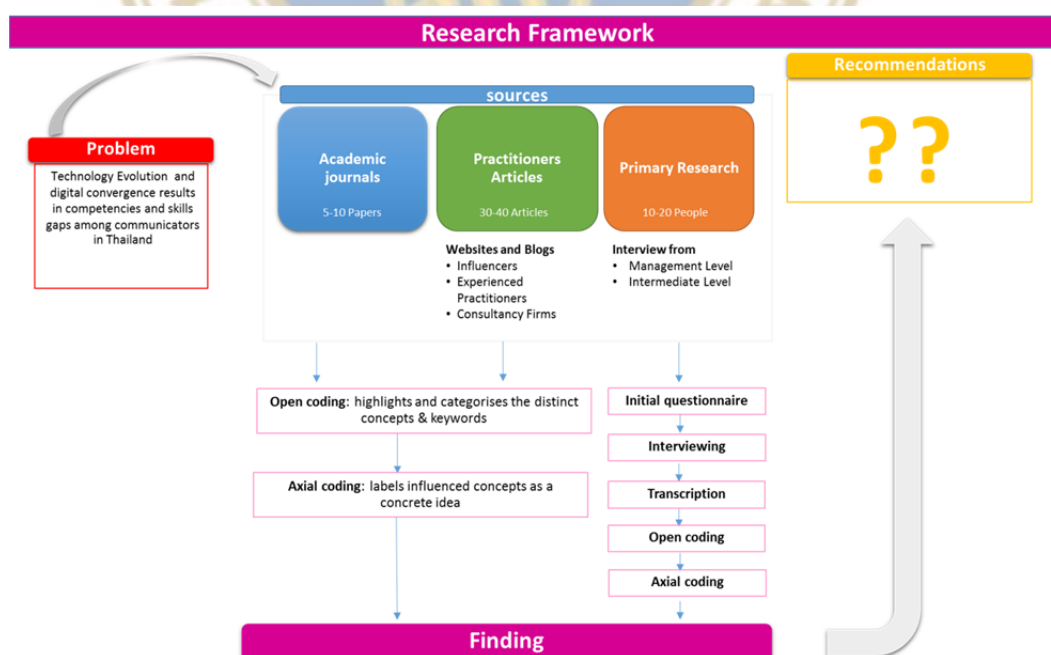 Research Framework
Problem
Technology Evolution and
digital convergence results
in competencies and skills
gaps among communicators
in Thailand
sources
Academic
journals
5-10 Papers
Practitioners
Articles
30-40 Articles
Primary Research
10-20 People
Websites and Blogs
• Influencers
• Experienced
Practitioners
• Consultancy Firms
Interview from
• Management Level
• Intermediate Level
Recommendations
??
Open coding: highlights and categorises the distinct
concepts & keywords
Axial coding: labels influenced concepts as a
concrete idea
Initial questionnaire
Interviewing
Transcription
Open coding
Axial coding
Finding